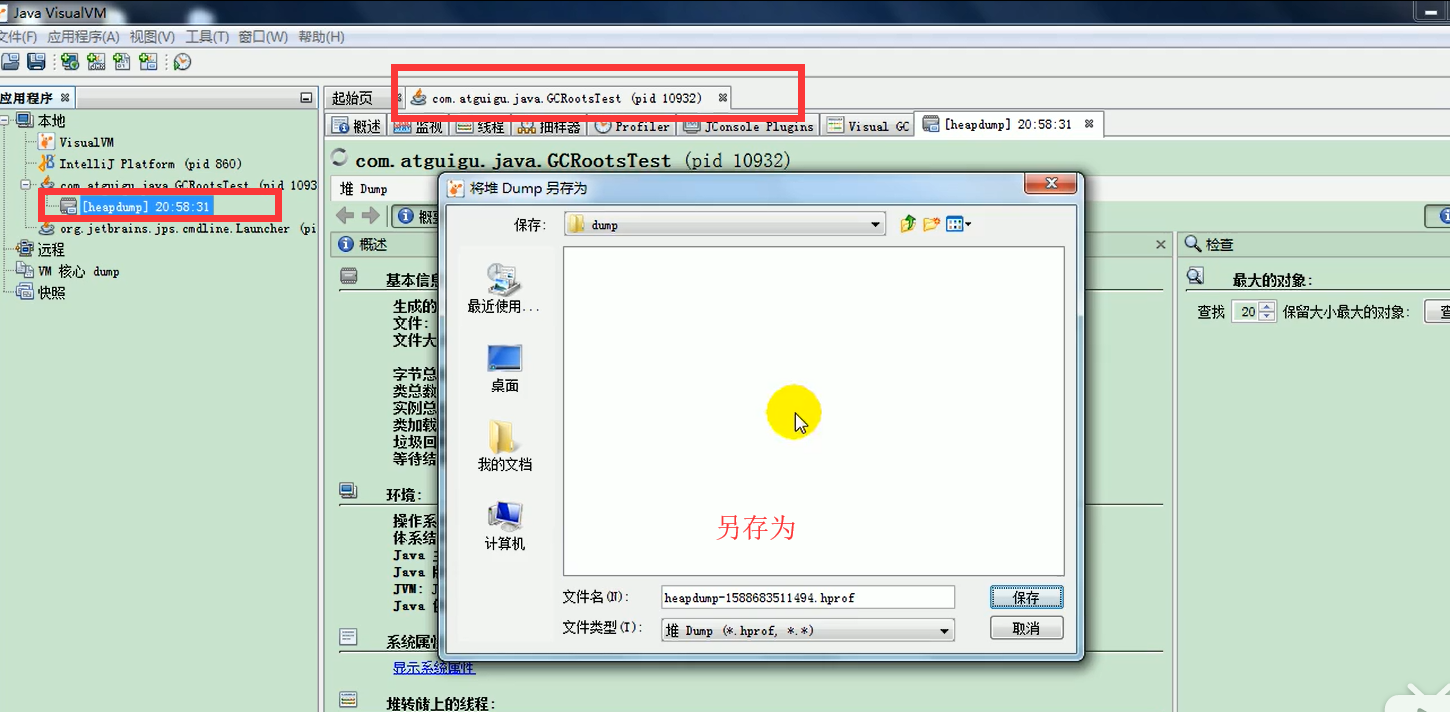 Java VisualVM
文件(F) 应用程序(A) 视图(V) 工具(T) 窗口(W) 帮助(H)
应用程序
本地
VisualVM
IntelliJ Platform (pid 860)
com.atguigu.java.GCRootsTest (pid 1093
[heapdump] 20:58:31
org.jetbrains.jps.cmdline.Launcher (pi
远程
VM 核心 dump
快照
起始页
com.atguigu.java.GCRootsTest (pid 10932)
概述 监视 线程 抽样器 Profiler JConsole Plugins Visual GC [heapdump] 20:58:31
com.atguigu.java.GCRootsTest (pid 10932)
堆 Dump
概
概述
基本信息
生成的
文件:
文件大
字节总
类总数
实例总
类加载
垃圾回
等待结
环境:
操作系
体系结
Java
Java
JVM: J
Java
系统属性
显示系统属性
堆转储上的线程:
将堆 Dump 另存为
保存:
dump
最近使用...
桌面
我的文档
计算机
另存为
文件名(N):
heapdump-1588683511494.hprof
保存
文件类型(T):
堆 Dump (*.hprof, *.*)
取消
检查
最大的对象:
查找 20 保留大小最大的对象:
查